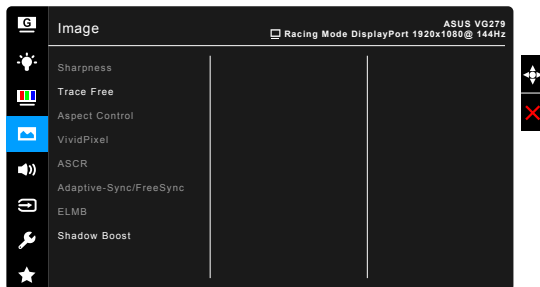 G
Image
ASUS VG279
Racing Mode DisplayPort 1920x1080@ 144Hz
Sharpness
Trace Free
Aspect Control
VividPixel
ASCR
Adaptive-Sync/FreeSync
ELMB
Shadow Boost